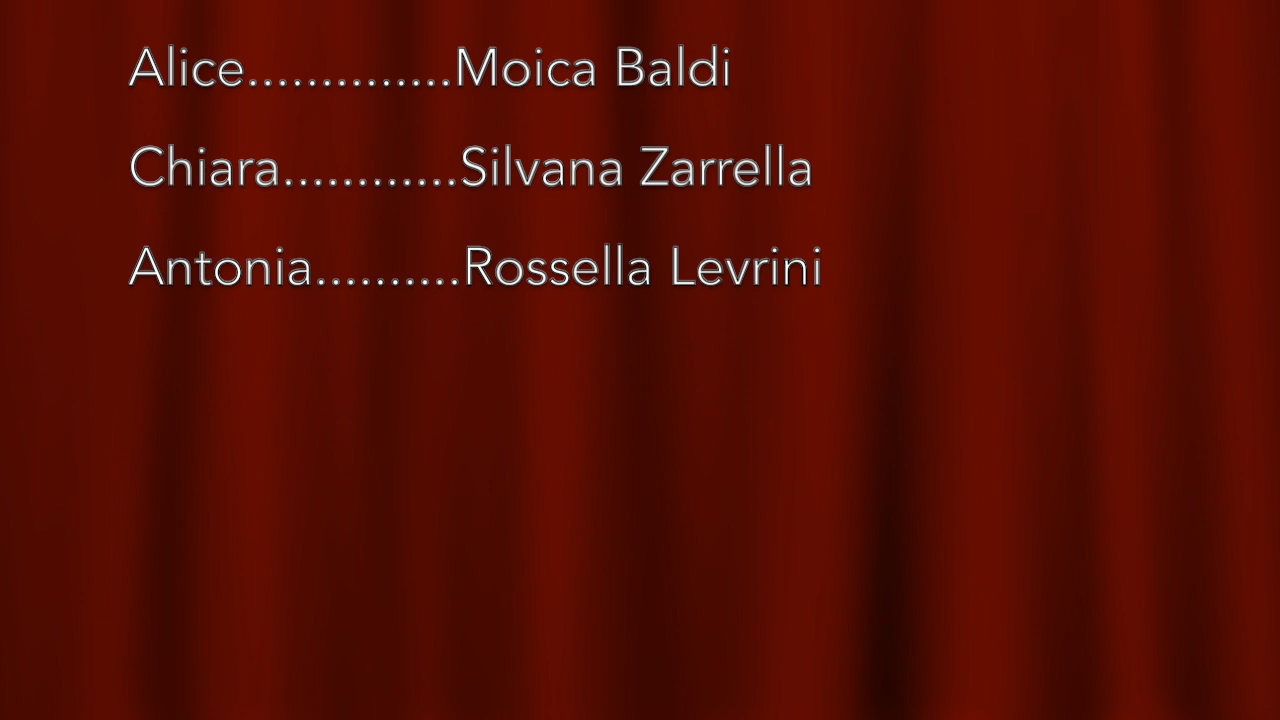 Alice..............Moica Baldi
Chiara............Silvana Zarrella
Antonia..........Rossella Levrini